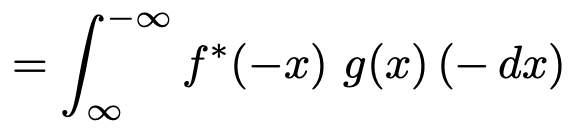 = ∫_{∞}^{−∞} f*(−x) g(x) (− dx)